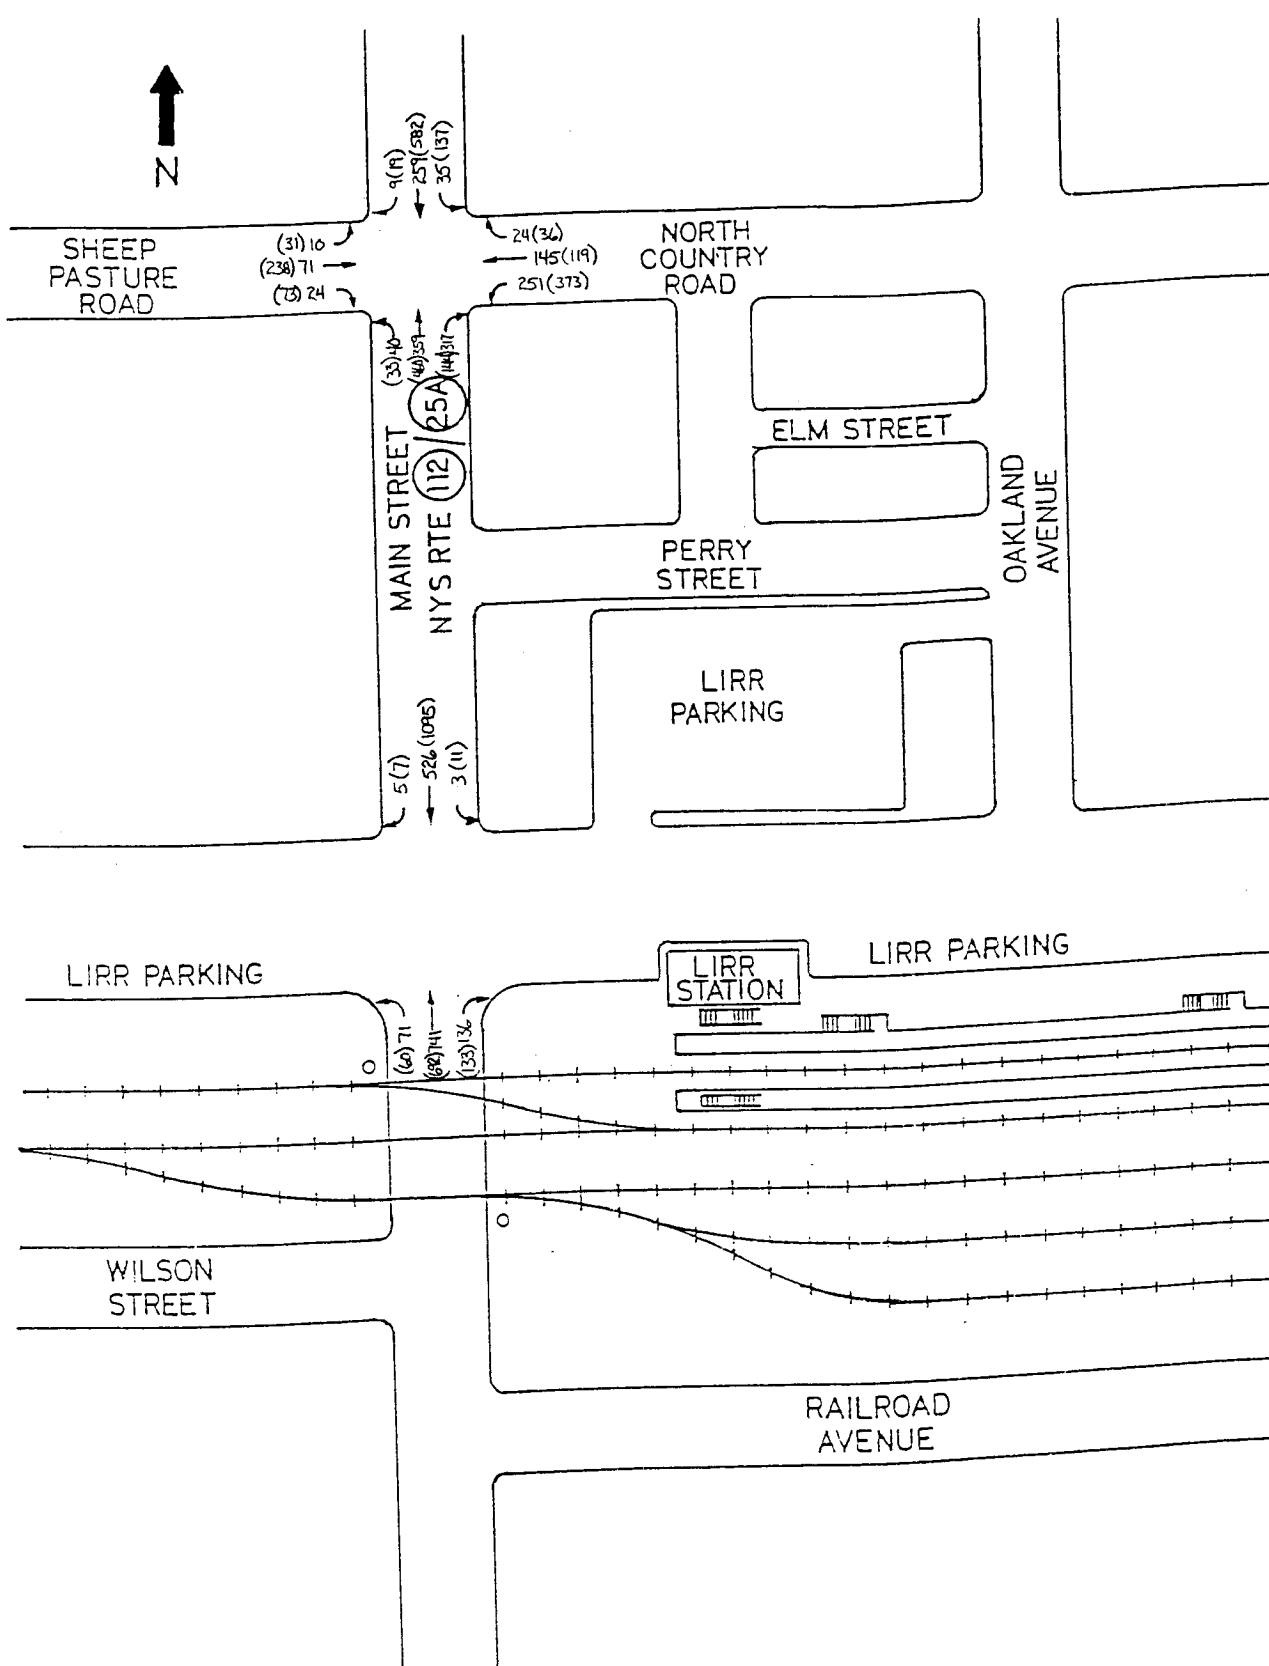 N
9(19)
259(582)
35(137)
SHEEP
PASTURE
ROAD
(31)10
(238)71
(73)24
24(36)
145(119)
251(373)
NORTH
COUNTRY
ROAD
(33)40
359
317
MAIN STREET
NYS RTE 112/25A
ELM STREET
OAKLAND
AVENUE
PERRY
STREET
LIRR
PARKING
5(7)
526(1095)
3(11)
LIRR PARKING
LIRR
STATION
LIRR PARKING
(60)71
(692)741
(133)136
WILSON
STREET
RAILROAD
AVENUE